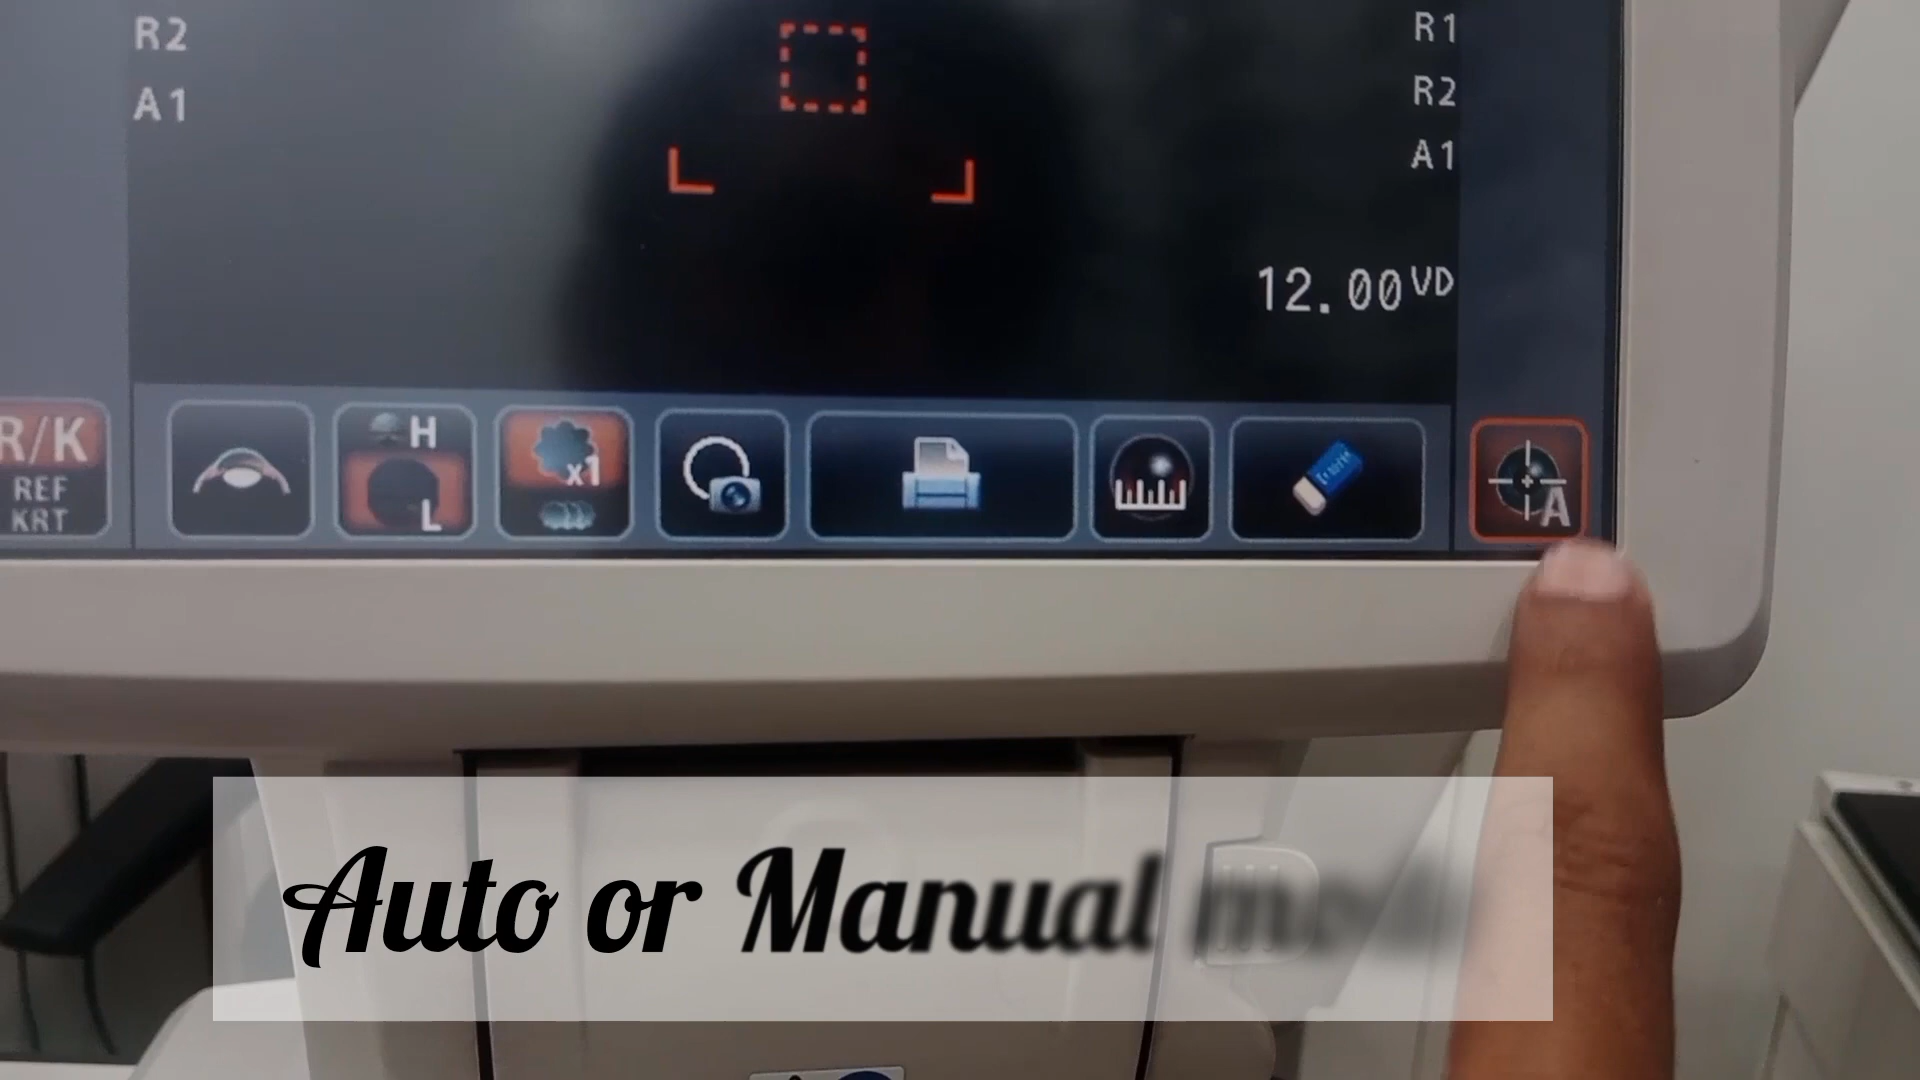 R2
A1
R1
R2
A1
12.00VD
R/K
REF
KRT
H
L
x1
A
Auto or Manual